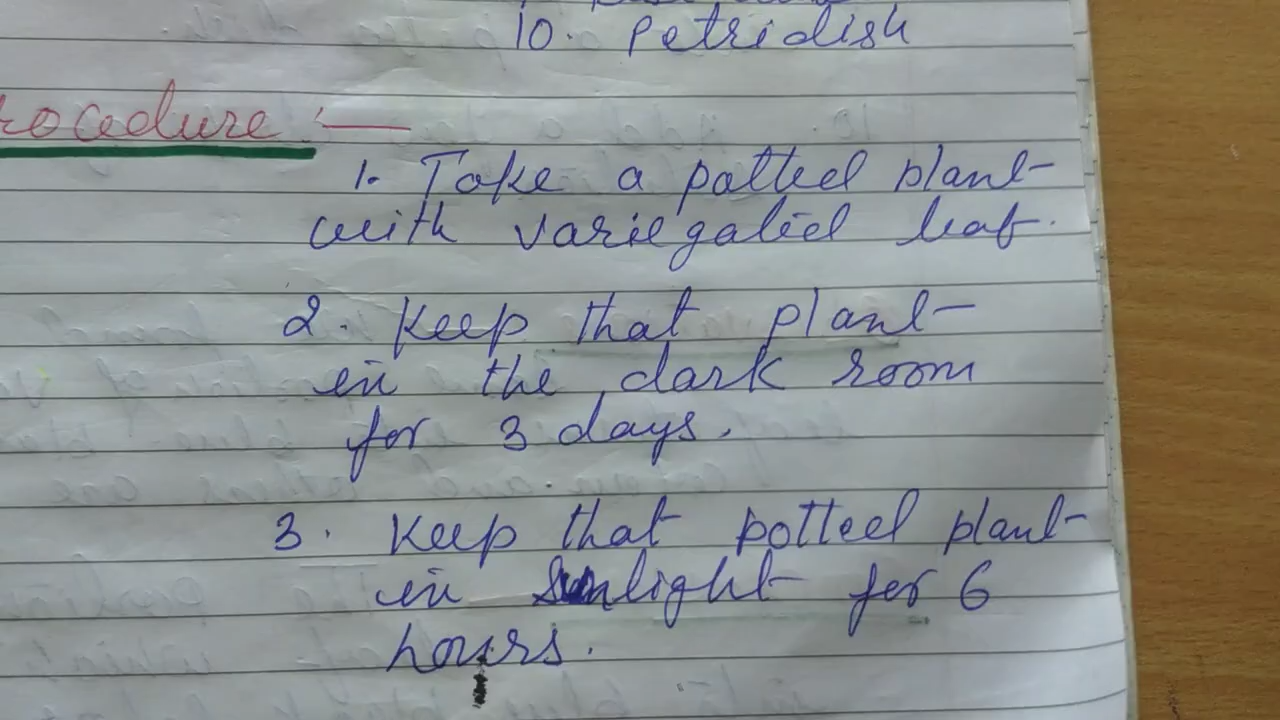 10. Petridish
rocedure :-
1. Take a potted plant
with variegated leaf.
2. Keep that plant
in the dark room
for 3 days.
3. Keep that potted plant
in sunlight for 6
hours.